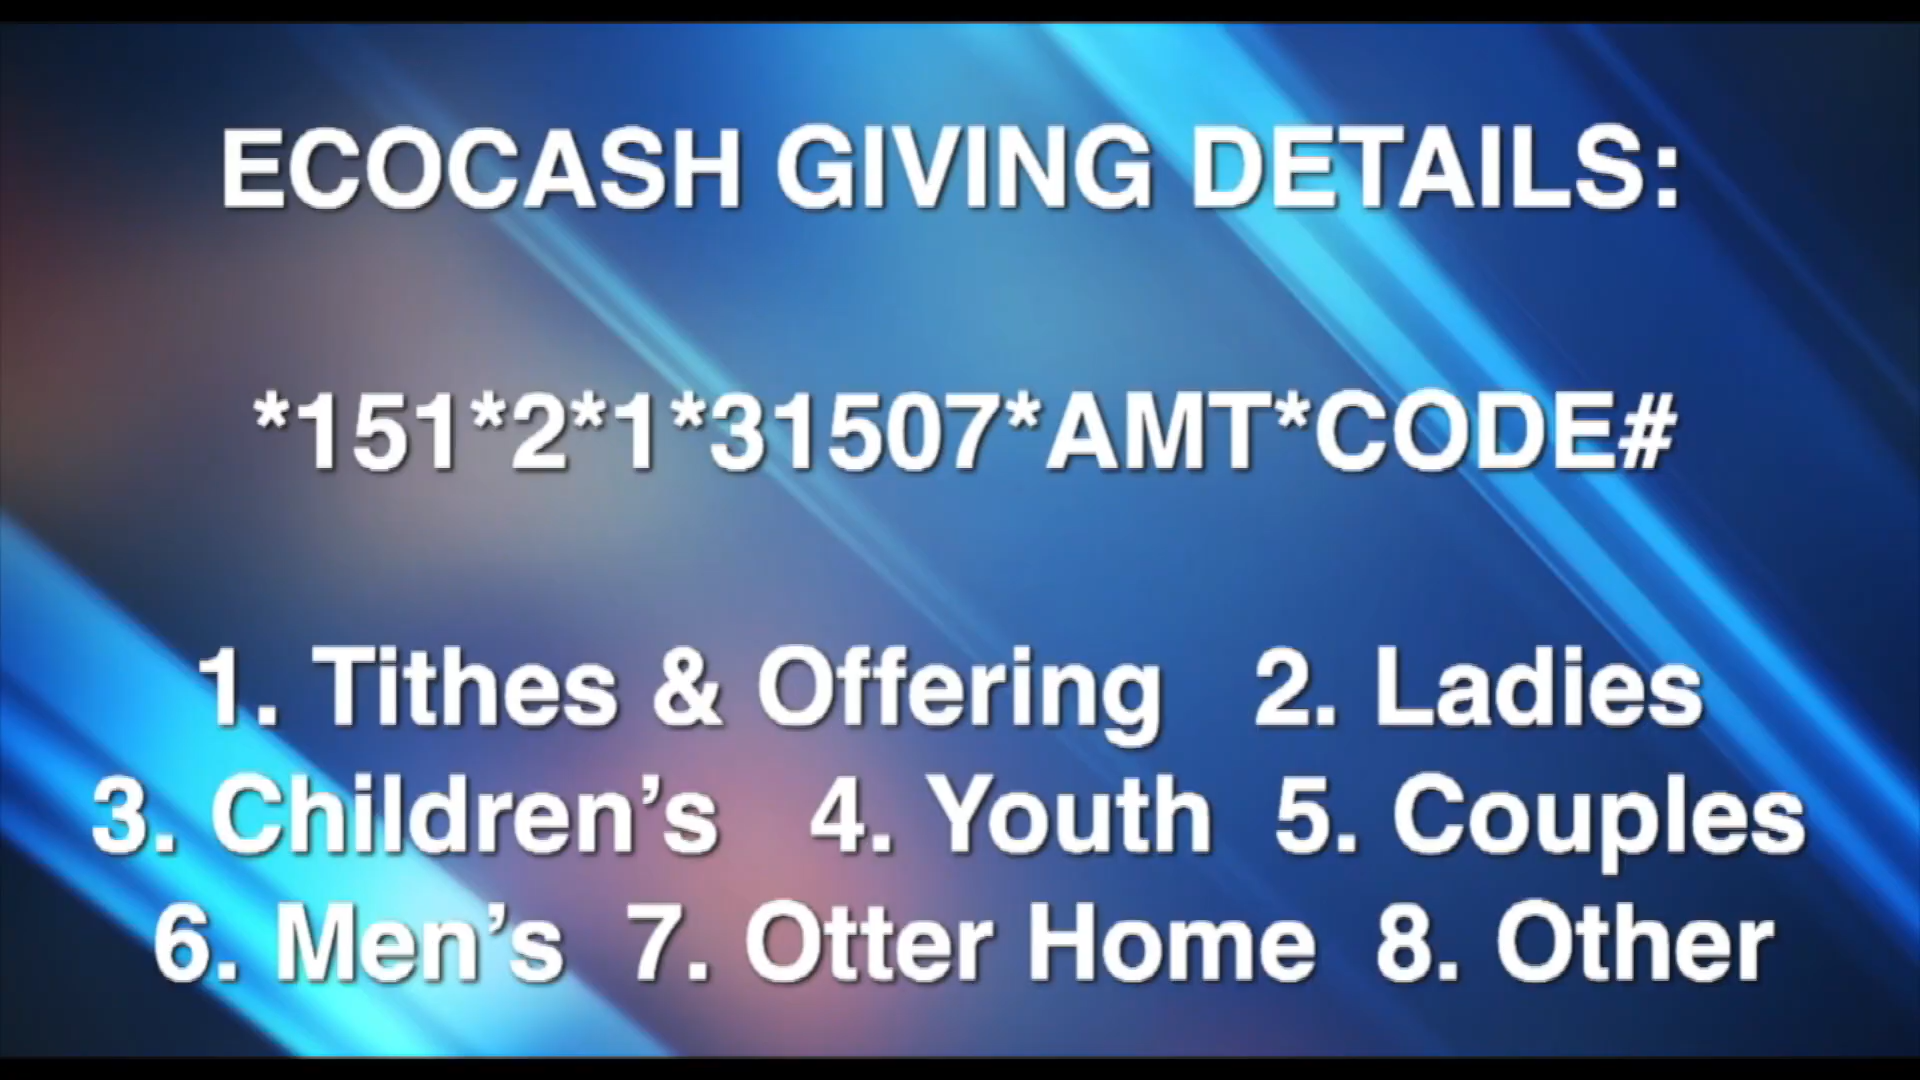 ECOCASH GIVING DETAILS:
*151*2*1*31507*AMT*CODE#
1. Tithes & Offering 2. Ladies
3. Children’s 4. Youth 5. Couples
6. Men’s 7. Otter Home 8. Other